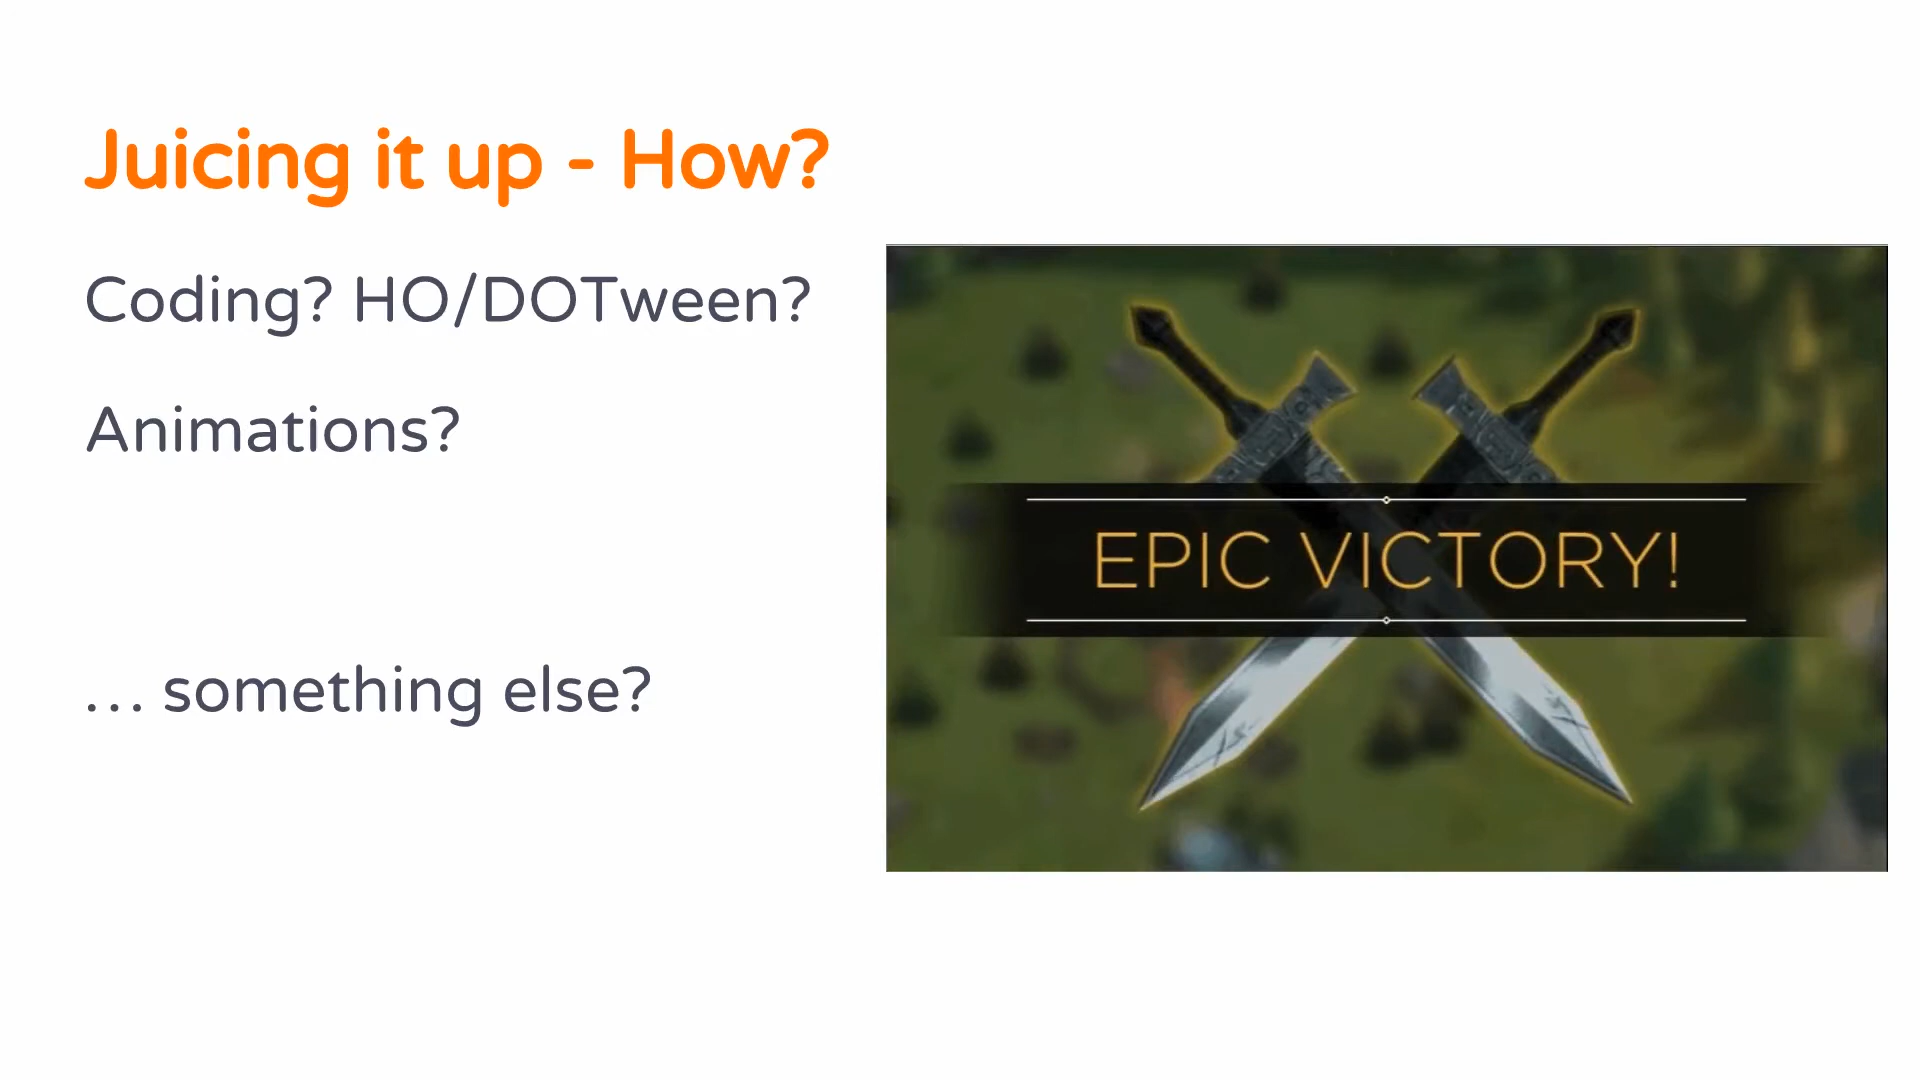 Juicing it up - How?
Coding? HO/DOTween?
Animations?
... something else?
EPIC VICTORY!